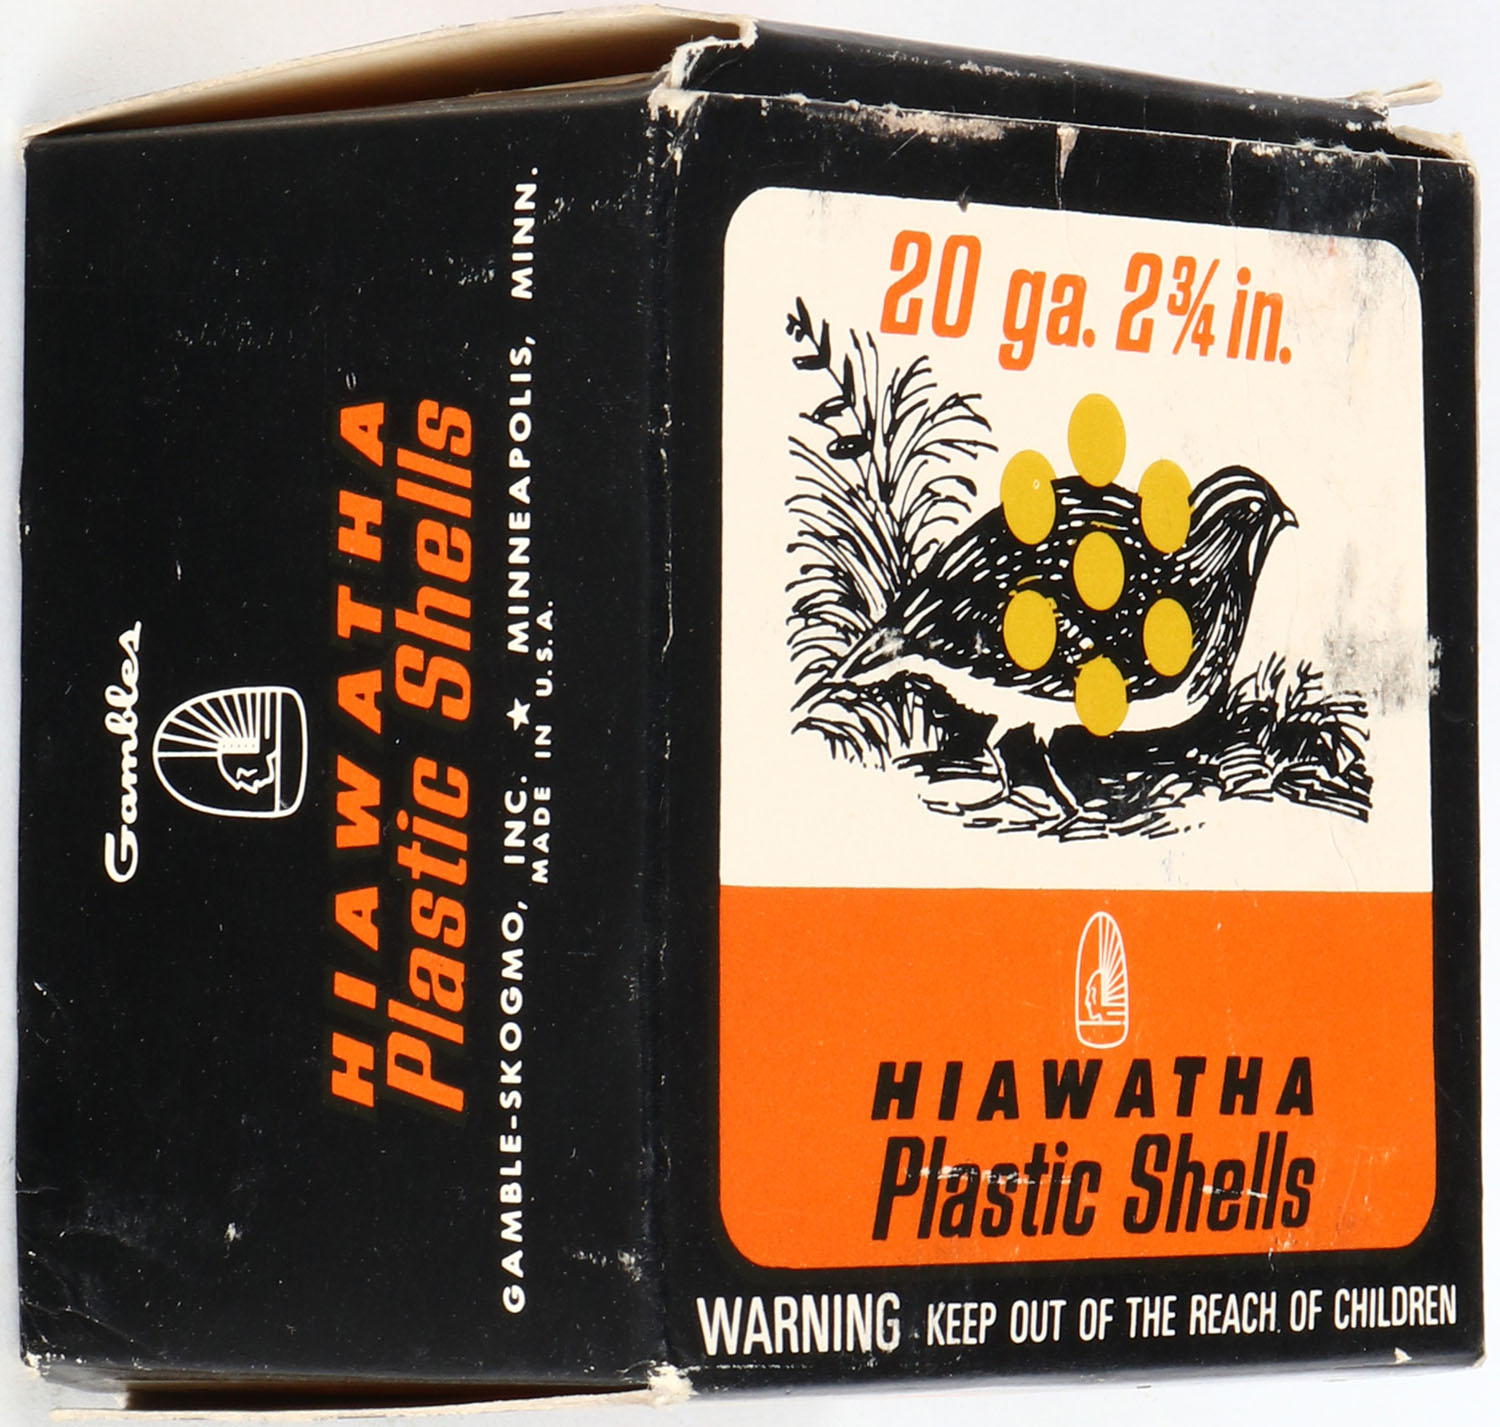 Gambles
HIAWATHA
Plastic Shells
GAMBLE-SKOGMO, INC. ★ MINNEAPOLIS, MINN.
MADE IN U.S.A.
20 ga. 2¾ in.
HIAWATHA
Plastic Shells
WARNING KEEP OUT OF THE REACH OF CHILDREN